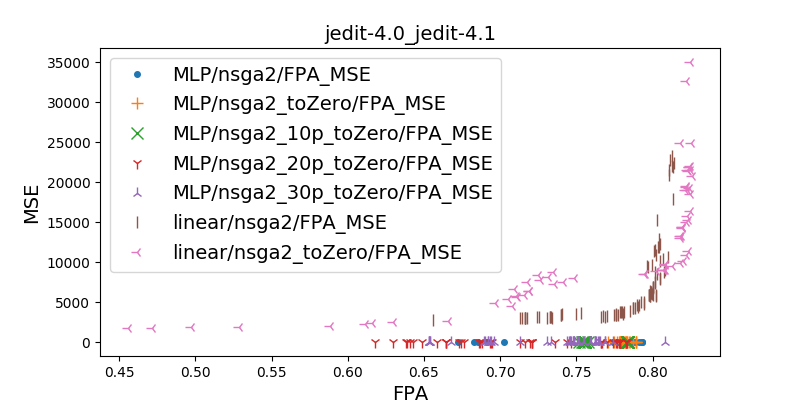 jedit-4.0_jedit-4.1
35000
30000
25000
20000
15000
10000
5000
0
MSE
MLP/nsga2/FPA_MSE
MLP/nsga2_toZero/FPA_MSE
MLP/nsga2_10p_toZero/FPA_MSE
MLP/nsga2_20p_toZero/FPA_MSE
MLP/nsga2_30p_toZero/FPA_MSE
linear/nsga2/FPA_MSE
linear/nsga2_toZero/FPA_MSE
0.45 0.50 0.55 0.60 0.65 0.70 0.75 0.80
FPA